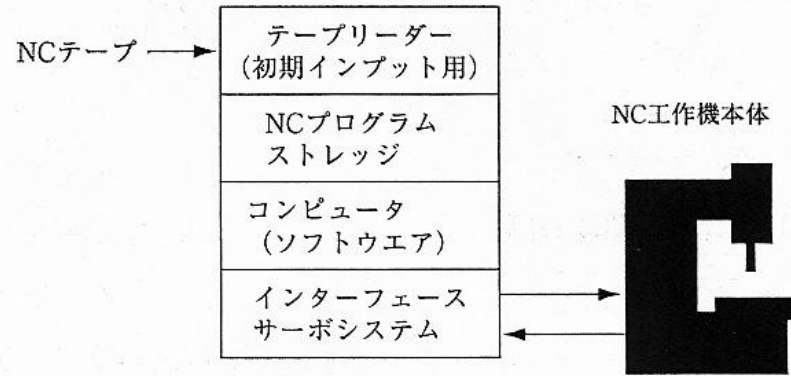 NCテープ
テープリーダー
(初期インプット用)
NCプログラム
ストレッジ
コンピュータ
(ソフトウエア)
インターフェース
サーボシステム
NC工作機本体